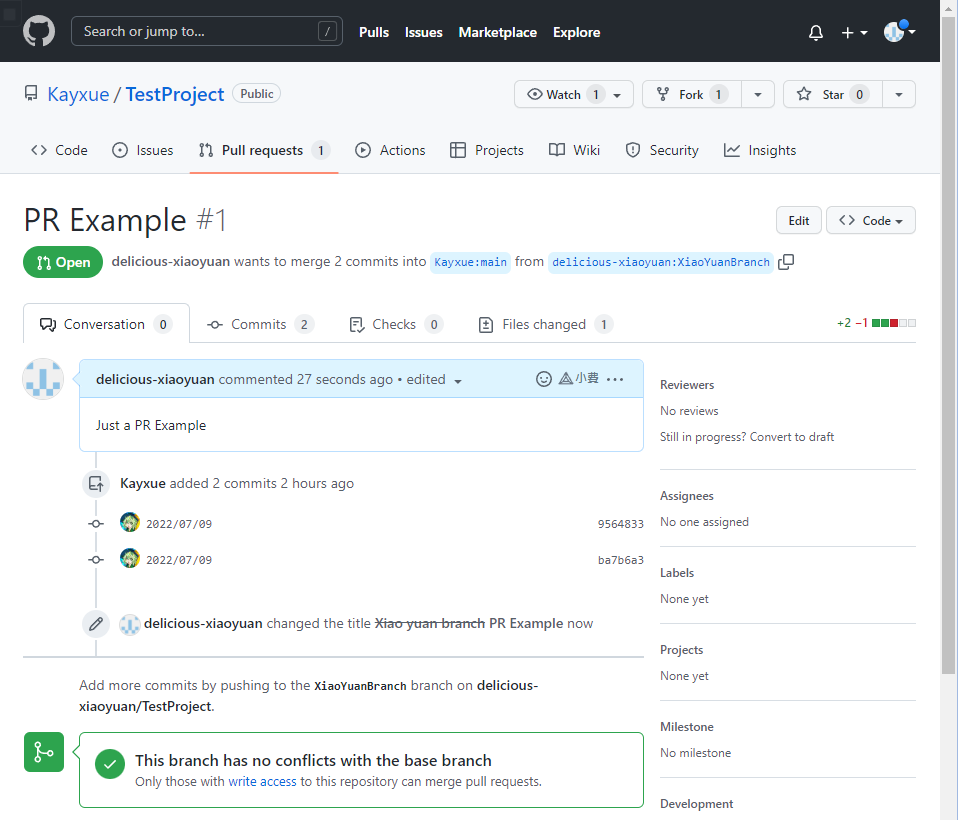 Search or jump to... /
Pulls Issues Marketplace Explore
Kayxue / TestProject Public
Watch 1 Fork 1 Star 0
Code Issues Pull requests 1 Actions Projects Wiki Security Insights
PR Example #1
Edit <> Code
Open delicious-xiaoyuan wants to merge 2 commits into Kayxue:main from delicious-xiaoyuan:XiaoYuanBranch
Conversation 0 Commits 2 Checks 0 Files changed 1 +2 −1
delicious-xiaoyuan commented 27 seconds ago • edited 小費 ...
Just a PR Example
Kayxue added 2 commits 2 hours ago
2022/07/09 9564833
2022/07/09 ba7b6a3
delicious-xiaoyuan changed the title Xiao yuan branch PR Example now
Add more commits by pushing to the XiaoYuanBranch branch on delicious-
xiaoyuan/TestProject.
This branch has no conflicts with the base branch
Only those with write access to this repository can merge pull requests.
Reviewers
No reviews
Still in progress? Convert to draft
Assignees
No one assigned
Labels
None yet
Projects
None yet
Milestone
No milestone
Development